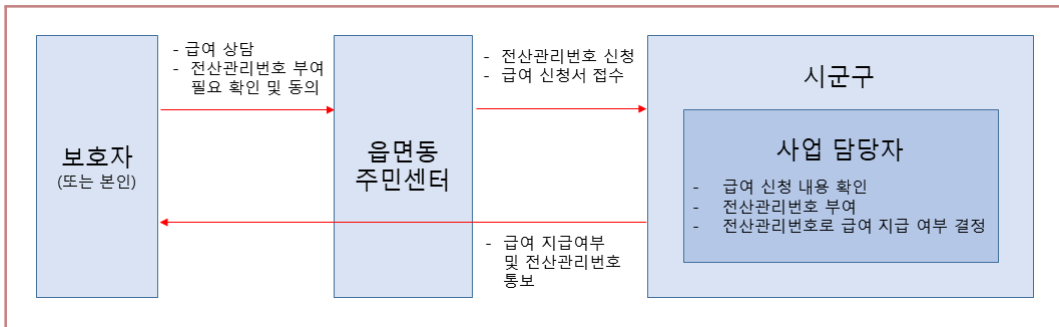 보호자
(또는 본인)
- 급여 상담
- 전산관리번호 부여
필요 확인 및 동의
읍면동
주민센터
- 전산관리번호 신청
- 급여 신청서 접수
시군구
사업 담당자
- 급여 신청 내용 확인
- 전산관리번호 부여
- 전산관리번호로 급여 지급 여부 결정
- 급여 지급여부
및 전산관리번호
통보